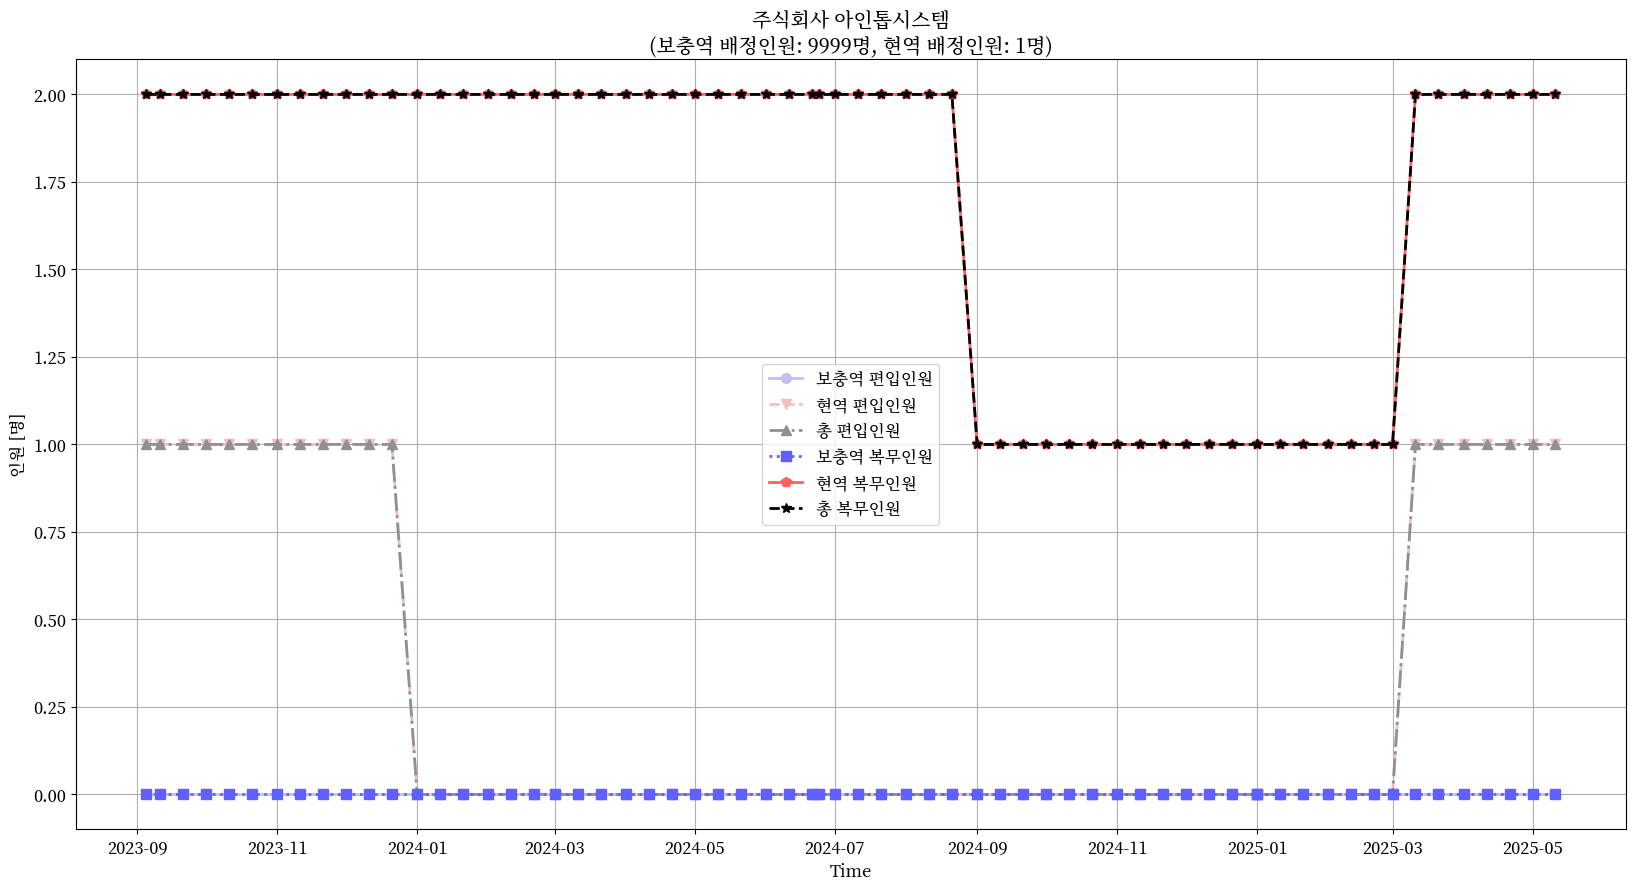 주식회사 아인톱시스템
(보충역 배정인원: 9999명, 현역 배정인원: 1명)
인원 [명]
2.00
1.75
1.50
1.25
1.00
0.75
0.50
0.25
0.00
보충역 편입인원
현역 편입인원
총 편입인원
보충역 복무인원
현역 복무인원
총 복무인원
2023-09
2023-11
2024-01
2024-03
2024-05
2024-07
2024-09
2024-11
2025-01
2025-03
2025-05
Time